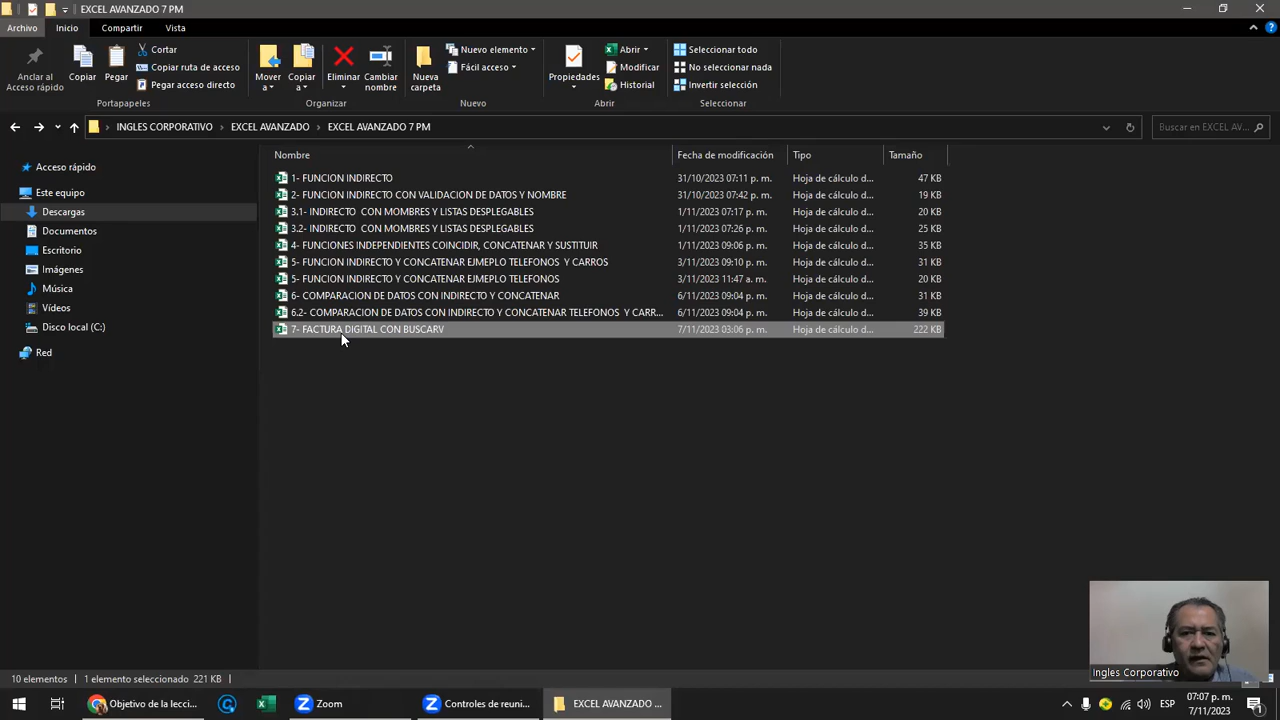 EXCEL AVANZADO 7 PM
Archivo Inicio Compartir Vista
Anclar al Acceso rápido
Copiar
Pegar
Cortar
Copiar ruta de acceso
Pegar acceso directo
Portapapeles
Mover a
Copiar a
Eliminar
Cambiar nombre
Organizar
Nueva carpeta
Nuevo elemento
Fácil acceso
Nuevo
Propiedades
Abrir
Modificar
Historial
Abrir
Seleccionar todo
No seleccionar nada
Invertir selección
Seleccionar
INGLES CORPORATIVO > EXCEL AVANZADO > EXCEL AVANZADO 7 PM
Buscar en EXCEL AV...
Acceso rápido
Este equipo
Descargas
Documentos
Escritorio
Imágenes
Música
Vídeos
Disco local (C:)
Red
Nombre Fecha de modificación Tipo Tamaño
1- FUNCION INDIRECTO 31/10/2023 07:11 p. m. Hoja de cálculo d... 47 KB
2- FUNCION INDIRECTO CON VALIDACION DE DATOS Y NOMBRE 31/10/2023 07:42 p. m. Hoja de cálculo d... 19 KB
3.1- INDIRECTO CON MOMBRES Y LISTAS DESPLEGABLES 1/11/2023 07:17 p. m. Hoja de cálculo d... 20 KB
3.2- INDIRECTO CON MOMBRES Y LISTAS DESPLEGABLES 1/11/2023 07:26 p. m. Hoja de cálculo d... 25 KB
4- FUNCIONES INDEPENDIENTES COINCIDIR, CONCATENAR Y SUSTITUIR 1/11/2023 09:06 p. m. Hoja de cálculo d... 35 KB
5- FUNCION INDIRECTO Y CONCATENAR EJMEPLO TELEFONOS Y CARROS 3/11/2023 09:10 p. m. Hoja de cálculo d... 31 KB
5- FUNCION INDIRECTO Y CONCATENAR EJMEPLO TELEFONOS 3/11/2023 11:47 a. m. Hoja de cálculo d... 20 KB
6- COMPARACION DE DATOS CON INDIRECTO Y CONCATENAR 6/11/2023 09:04 p. m. Hoja de cálculo d... 31 KB
6.2- COMPARACION DE DATOS CON INDIRECTO Y CONCATENAR TELEFONOS Y CARR... 6/11/2023 09:04 p. m. Hoja de cálculo d... 39 KB
7- FACTURA DIGITAL CON BUSCARV 7/11/2023 03:06 p. m. Hoja de cálculo d... 222 KB
Ingles Corporativo
10 elementos 1 elemento seleccionado 221 KB
Objetivo de la lecci... Zoom Controles de reuni... EXCEL AVANZADO ... ESP 07:07 p. m.
7/11/2023